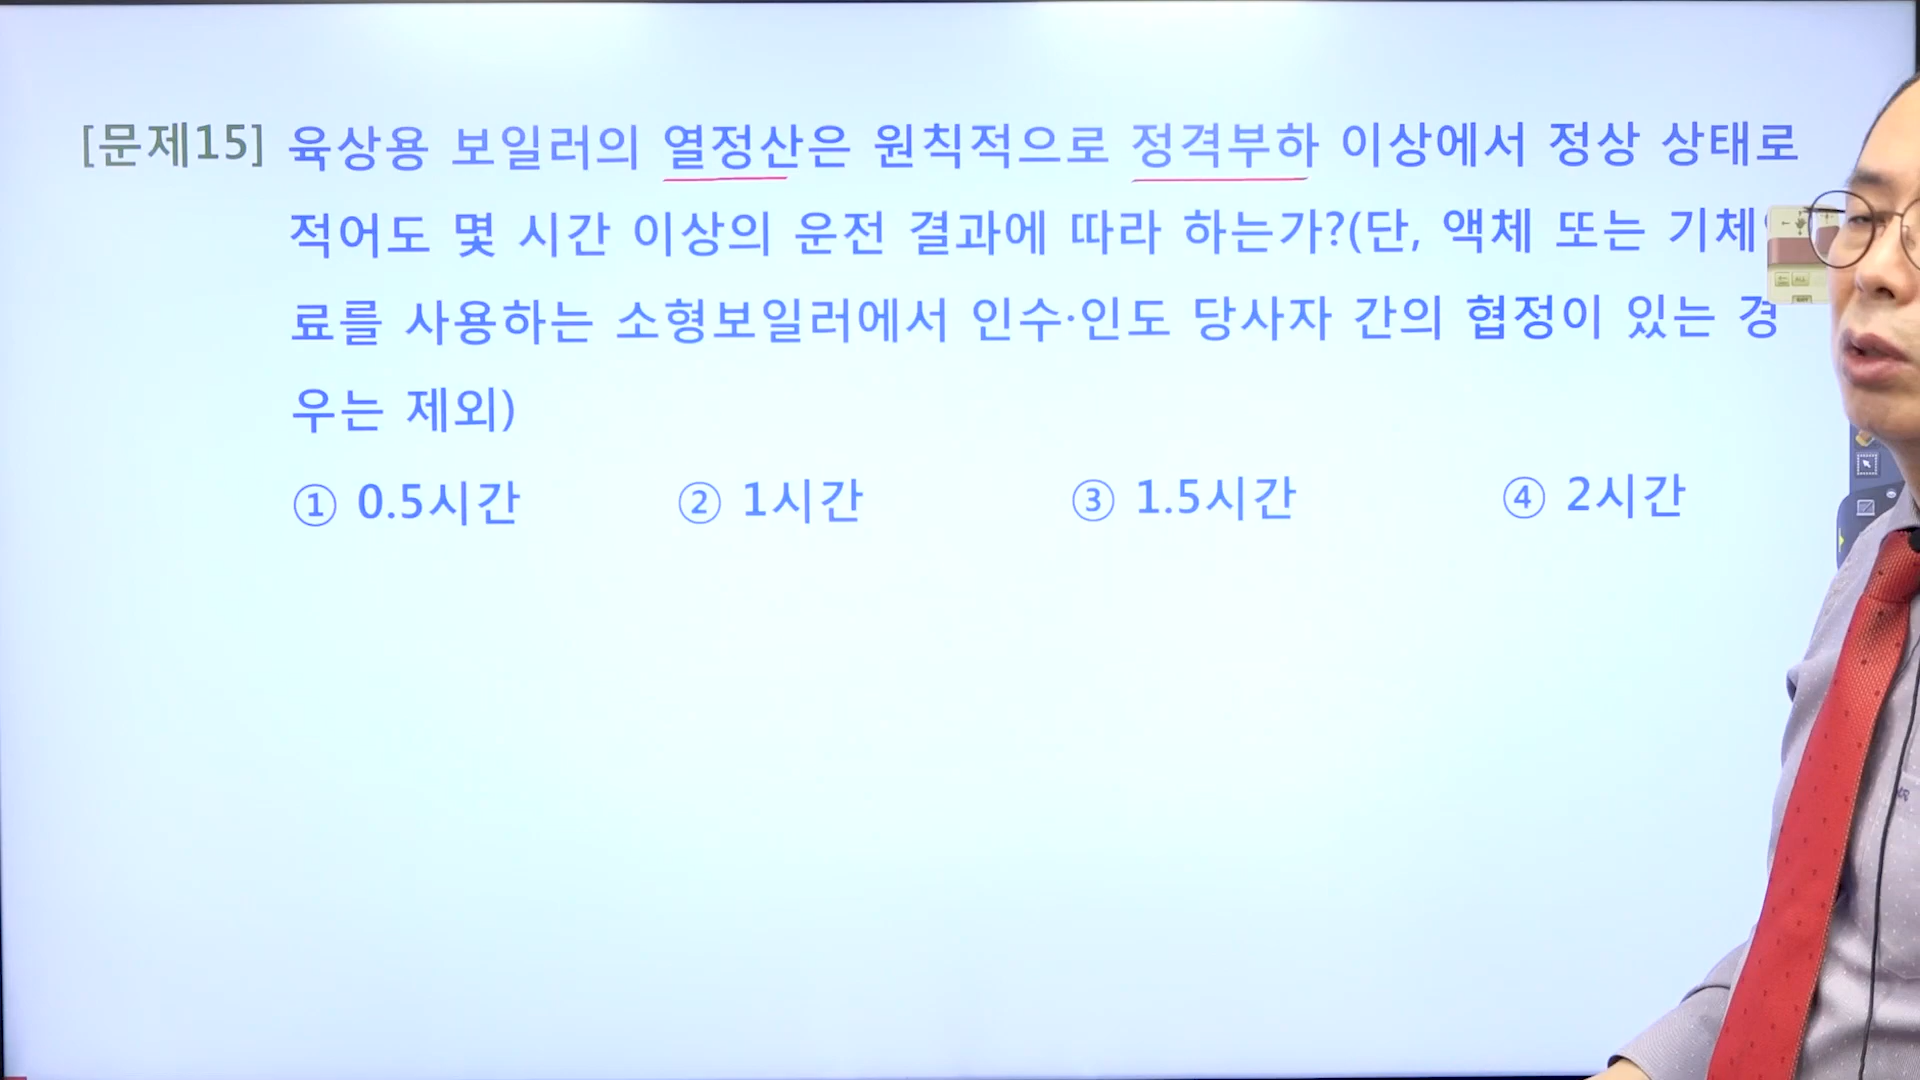 [문제15] 육상용 보일러의 열정산은 원칙적으로 정격부하 이상에서 정상 상태로
적어도 몇 시간 이상의 운전 결과에 따라 하는가?(단, 액체 또는 기체
료를 사용하는 소형보일러에서 인수·인도 당사자 간의 협정이 있는 경
우는 제외)
① 0.5시간 ② 1시간 ③ 1.5시간 ④ 2시간